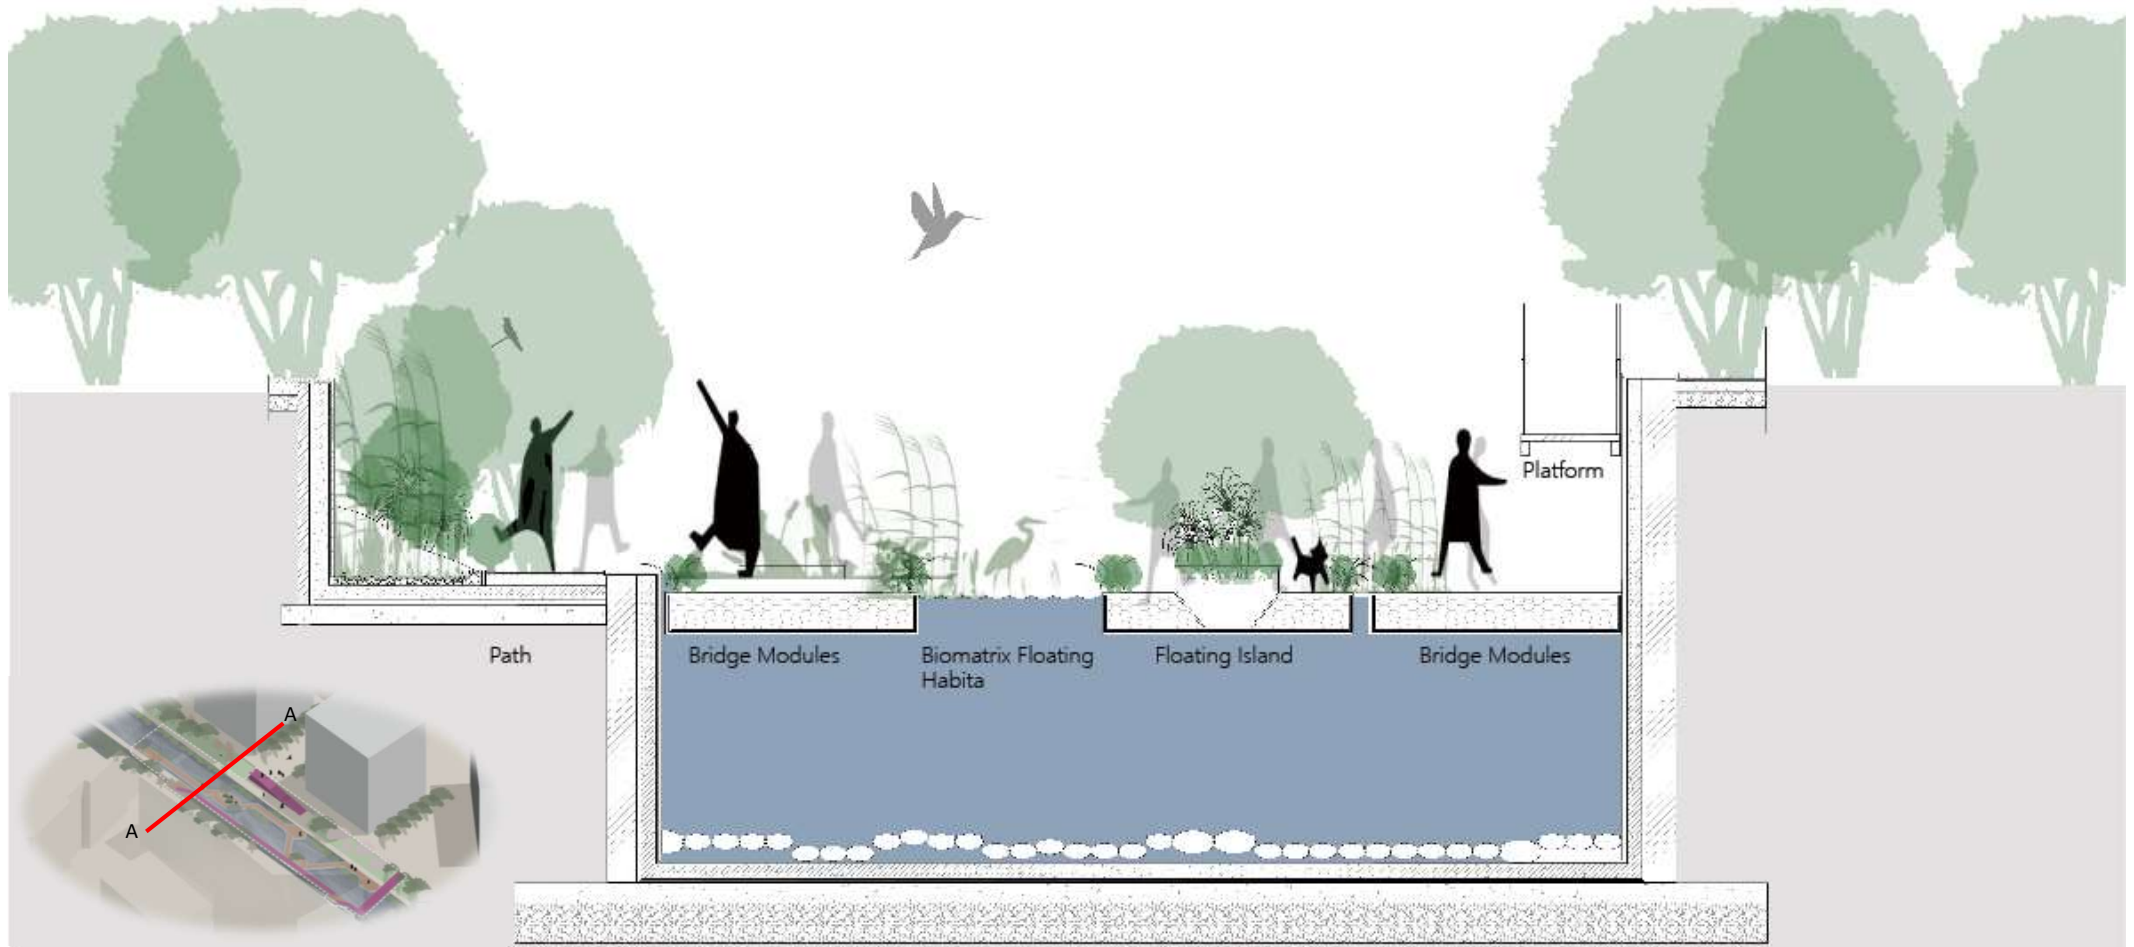 Platform
Path
Bridge Modules
Biomatrix Floating
Habita
Floating Island
Bridge Modules
A
A